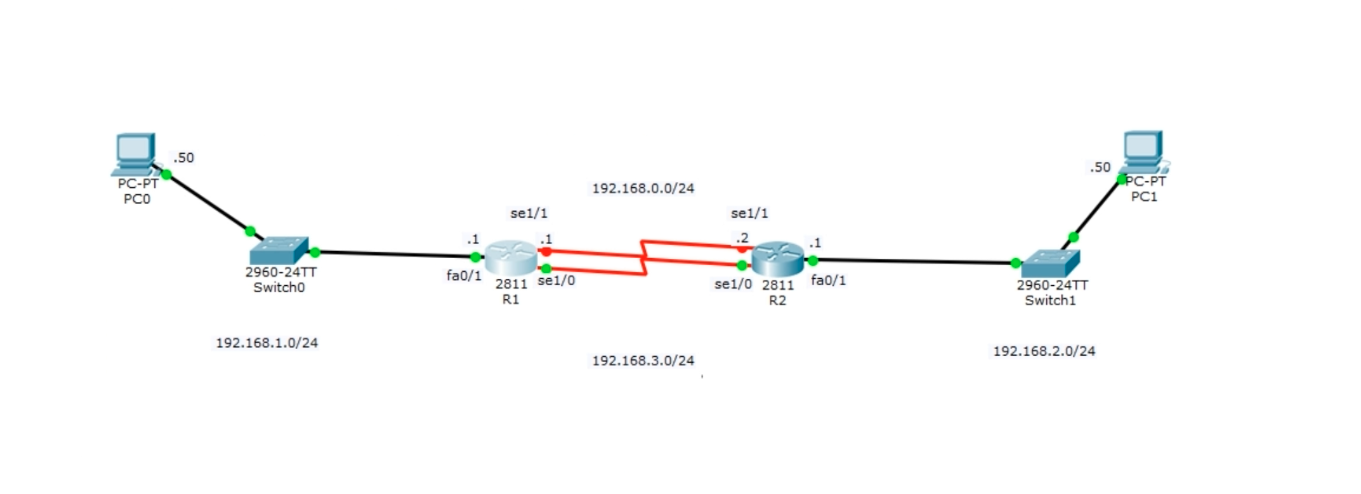 .50
PC-PT
PC0
2960-24TT
Switch0
192.168.1.0/24
.1
fa0/1
se1/1
.1
se1/0
2811
R1
192.168.0.0/24
192.168.3.0/24
se1/1
.2
se1/0
2811
R2
.1
fa0/1
2960-24TT
Switch1
192.168.2.0/24
.50
PC-PT
PC1